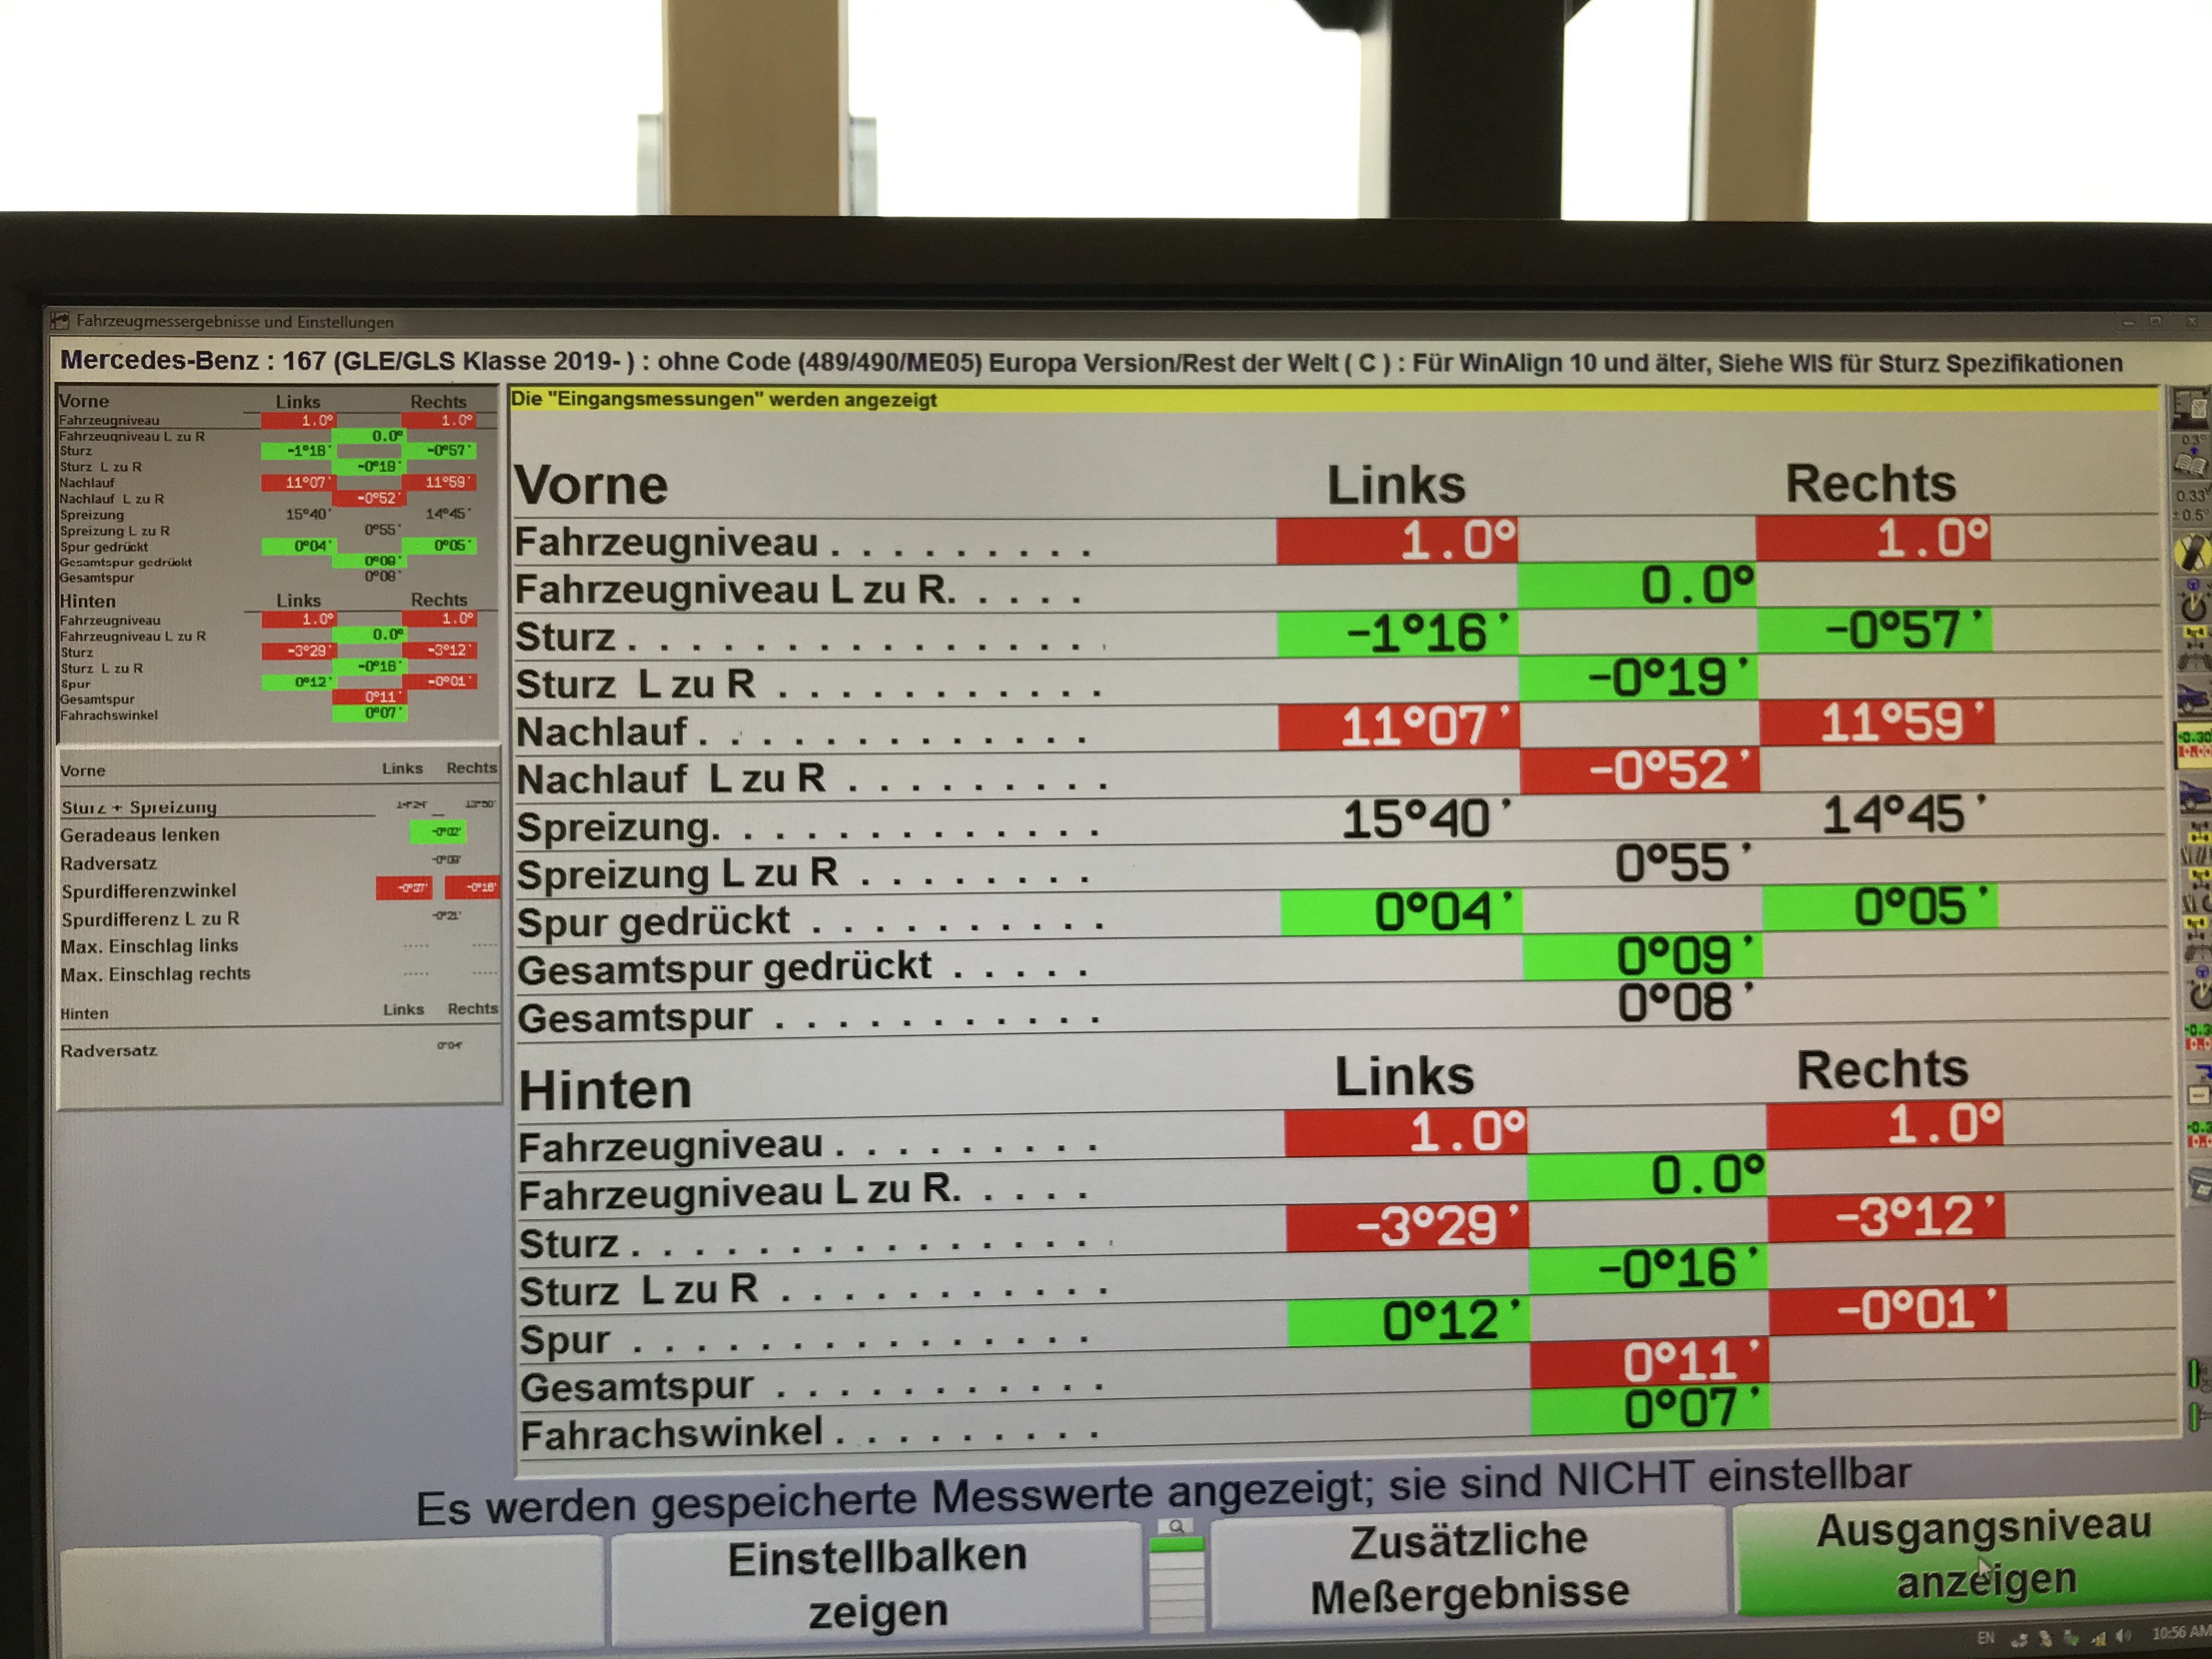 Fahrzeugmessergebnisse und Einstellungen
Mercedes-Benz : 167 (GLE/GLS Klasse 2019- ) : ohne Code (489/490/ME05) Europa Version/Rest der Welt ( C ) : Für WinAlign 10 und älter, Siehe WIS für Sturz Spezifikationen
Vorne Links Rechts
Fahrzeugniveau 1.0° 1.0°
Fahrzeugniveau L zu R 0.0°
Sturz -1°16' -0°57'
Sturz L zu R -0°19'
Nachlauf 11°07' 11°59'
Nachlauf L zu R -0°52'
Spreizung 15°40' 14°45'
Spreizung L zu R 0°55'
Spur gedrückt 0°04' 0°05'
Gesamtspur gedrückt 0°09'
Gesamtspur 0°08'
Hinten Links Rechts
Fahrzeugniveau 1.0° 1.0°
Fahrzeugniveau L zu R 0.0°
Sturz -3°29' -3°12'
Sturz L zu R -0°16'
Spur 0°12' -0°01'
Gesamtspur 0°11'
Fahrachswinkel 0°07'
Vorne Links Rechts
Sturz + Spreizung
Geradeaus lenken -0°02'
Radversatz
Spurdifferenzwinkel
Spurdifferenz L zu R -0°21'
Max. Einschlag links ----- -----
Max. Einschlag rechts ----- -----
Hinten Links Rechts
Radversatz 0°04'
Die "Eingangsmessungen" werden angezeigt
Vorne Links Rechts
Fahrzeugniveau . . . . . . . . . 1.0° 1.0°
Fahrzeugniveau L zu R. . . . . 0.0°
Sturz . . . . . . . . . . . . . . . . -1°16' -0°57'
Sturz L zu R . . . . . . . . . . . -0°19'
Nachlauf . . . . . . . . . . . . . 11°07' 11°59'
Nachlauf L zu R . . . . . . . . . -0°52'
Spreizung. . . . . . . . . . . . . 15°40' 14°45'
Spreizung L zu R . . . . . . . . 0°55'
Spur gedrückt . . . . . . . . . . 0°04' 0°05'
Gesamtspur gedrückt . . . . . 0°09'
Gesamtspur . . . . . . . . . . . 0°08'
Hinten Links Rechts
Fahrzeugniveau . . . . . . . . . 1.0° 1.0°
Fahrzeugniveau L zu R. . . . . 0.0°
Sturz . . . . . . . . . . . . . . . . -3°29' -3°12'
Sturz L zu R . . . . . . . . . . . -0°16'
Spur . . . . . . . . . . . . . . . 0°12' -0°01'
Gesamtspur . . . . . . . . . . . 0°11'
Fahrachswinkel . . . . . . . . . 0°07'
Es werden gespeicherte Messwerte angezeigt; sie sind NICHT einstellbar
Einstellbalken zeigen
Zusätzliche Meßergebnisse
Ausgangsniveau anzeigen
EN 10:56 AM